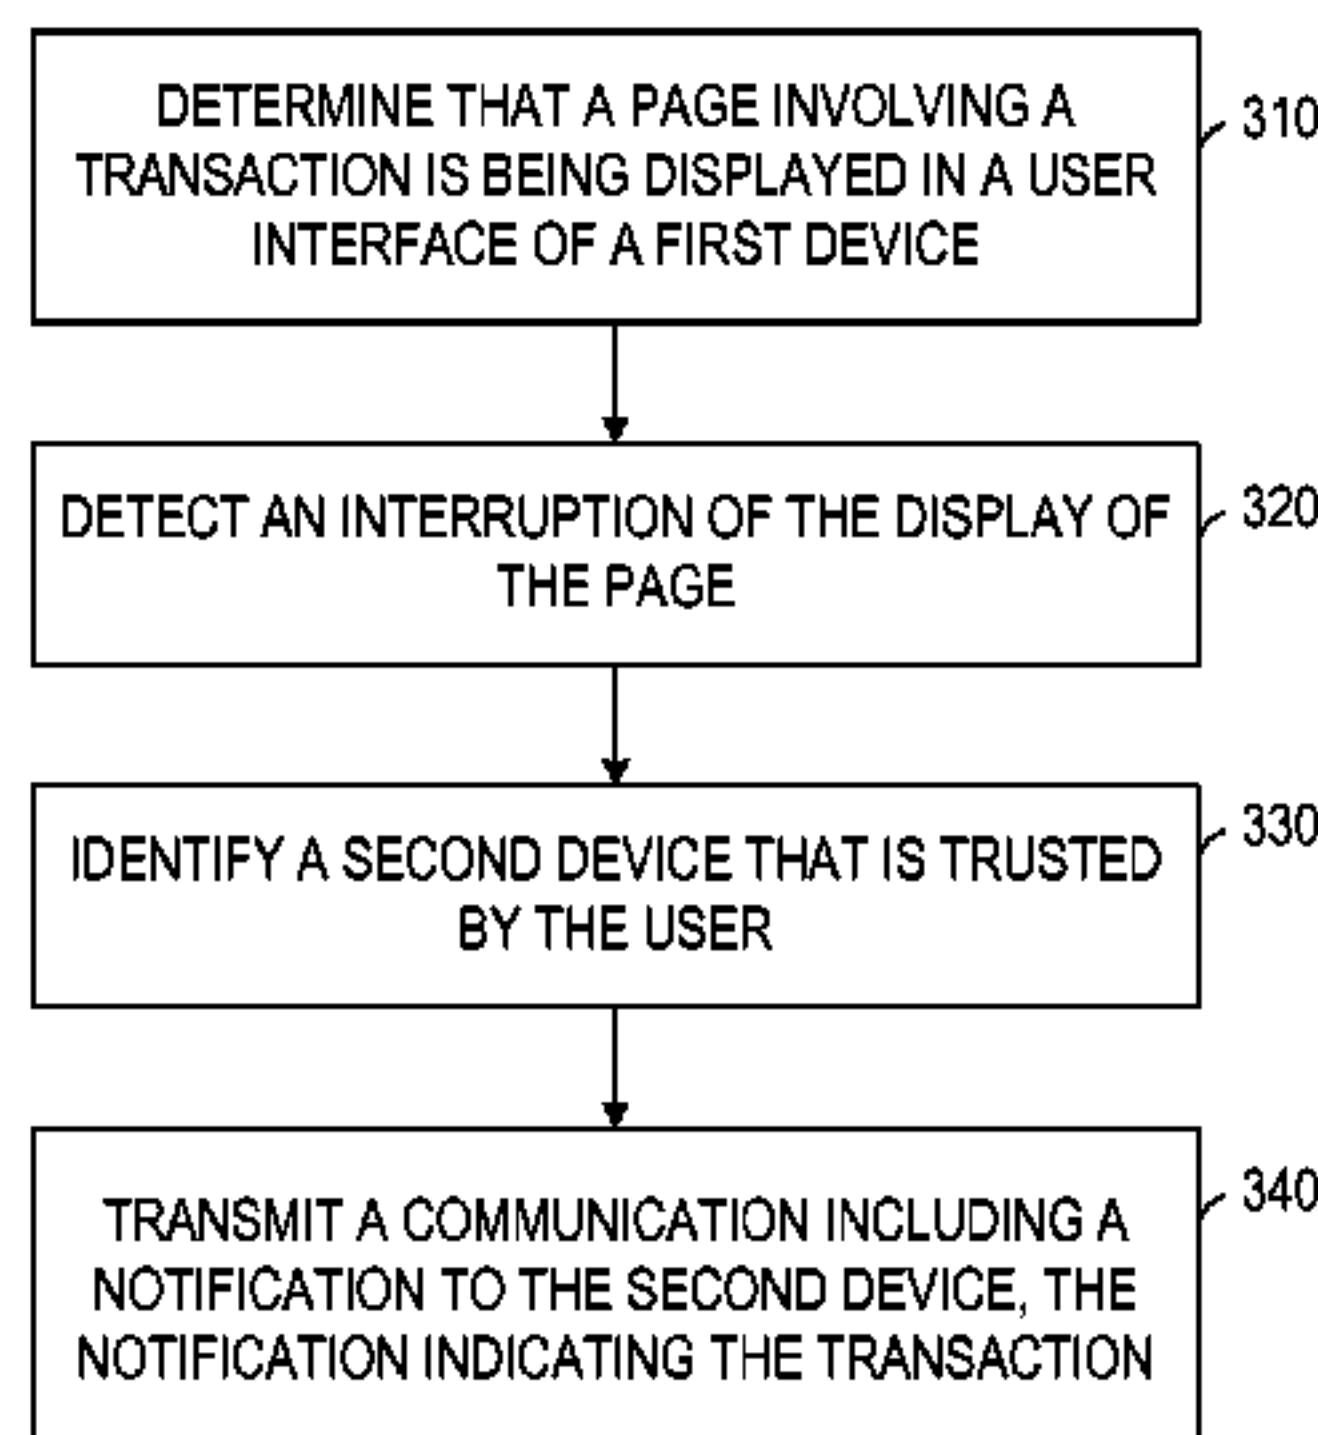 DETERMINE THAT A PAGE INVOLVING A
TRANSACTION IS BEING DISPLAYED IN A USER
INTERFACE OF A FIRST DEVICE
310
DETECT AN INTERRUPTION OF THE DISPLAY OF
THE PAGE
320
IDENTIFY A SECOND DEVICE THAT IS TRUSTED
BY THE USER
330
TRANSMIT A COMMUNICATION INCLUDING A
NOTIFICATION TO THE SECOND DEVICE, THE
NOTIFICATION INDICATING THE TRANSACTION
340